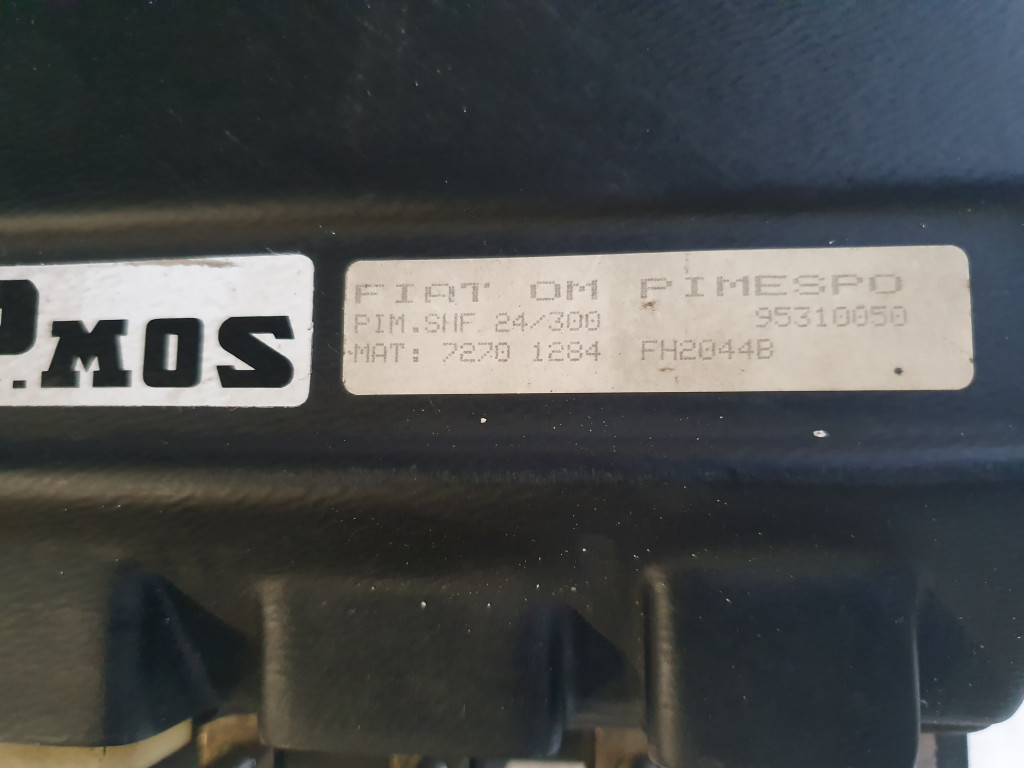 P.MOS
FIAT OM PIMESPO
PIM.SHF 24/300 95310050
MAT: 7270 1284 FH2044B